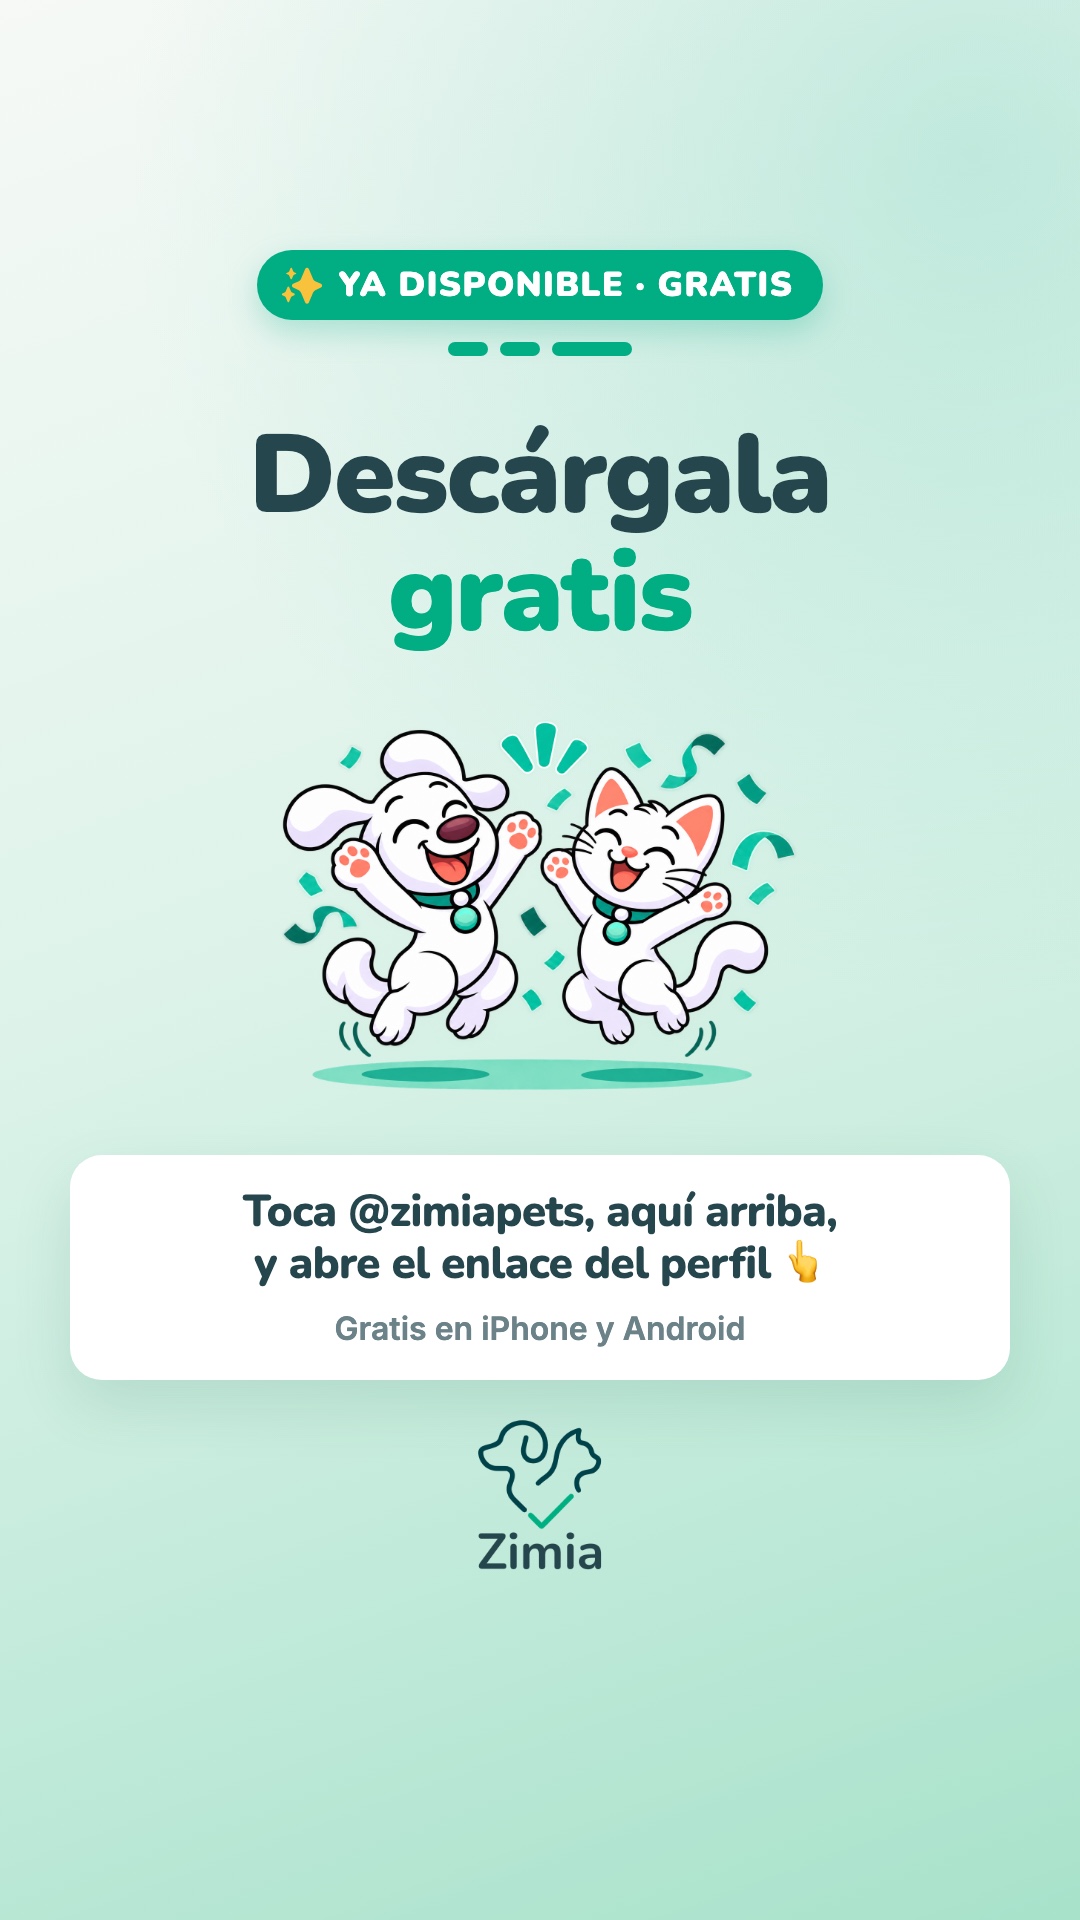 ✨ YA DISPONIBLE · GRATIS
Descárgala
gratis
Toca @zimiapets, aquí arriba,
y abre el enlace del perfil 👆
Gratis en iPhone y Android
Zimia